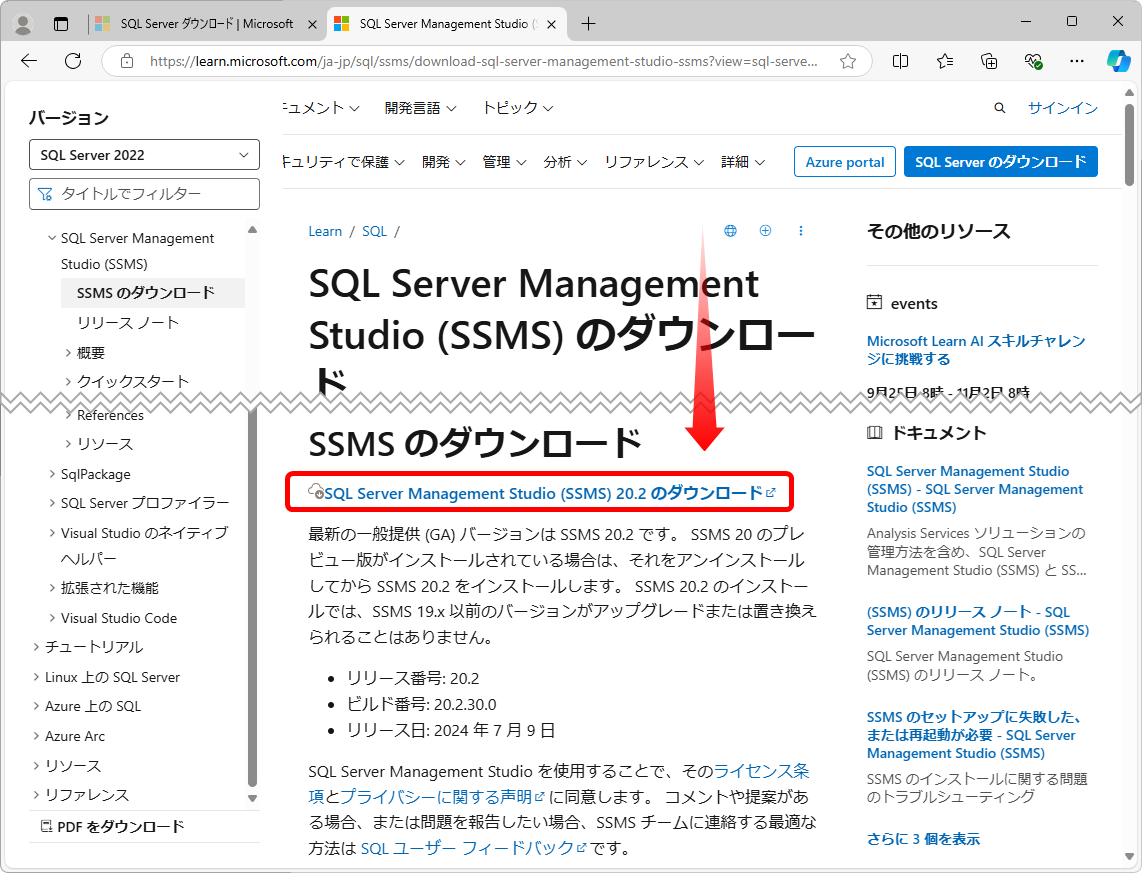 SQL Server ダウンロード | Microsoft
SQL Server Management Studio (S
https://learn.microsoft.com/ja-jp/sql/ssms/download-sql-server-management-studio-ssms?view=sql-serve...
バージョン
SQL Server 2022
タイトルでフィルター
SQL Server Management
Studio (SSMS)
SSMS のダウンロード
リリース ノート
概要
クイックスタート
References
リソース
SqlPackage
SQL Server プロファイラー
Visual Studio のネイティブ
ヘルパー
拡張された機能
Visual Studio Code
チュートリアル
Linux 上の SQL Server
Azure 上の SQL
Azure Arc
リソース
リファレンス
PDF をダウンロード
キュメント 開発言語 トピック
サインイン
キュリティで保護 開発 管理 分析 リファレンス 詳細
Azure portal
SQL Server のダウンロード
Learn / SQL /
SQL Server Management
Studio (SSMS) のダウンロー
ド
SSMS のダウンロード
SQL Server Management Studio (SSMS) 20.2 のダウンロード
最新の一般提供 (GA) バージョンは SSMS 20.2 です。 SSMS 20 のプレ
ビュー版がインストールされている場合は、それをアンインストール
してから SSMS 20.2 をインストールします。 SSMS 20.2 のインストー
ルでは、SSMS 19.x 以前のバージョンがアップグレードまたは置き換え
られることはありません。
• リリース番号: 20.2
• ビルド番号: 20.2.30.0
• リリース日: 2024 年 7 月 9 日
SQL Server Management Studio を使用することで、そのライセンス条
項とプライバシーに関する声明 に同意します。 コメントや提案があ
る場合、または問題を報告したい場合、SSMS チームに連絡する最適な
方法は SQL ユーザー フィードバック です。
その他のリソース
events
Microsoft Learn AI スキルチャレン
ジに挑戦する
9月25日 8時 - 11月2日 8時
ドキュメント
SQL Server Management Studio
(SSMS) - SQL Server Management
Studio (SSMS)
Analysis Services ソリューションの
管理方法を含め、SQL Server
Management Studio (SSMS) と SS...
(SSMS) のリリース ノート - SQL
Server Management Studio (SSMS)
SQL Server Management Studio
(SSMS) のリリース ノート。
SSMS のセットアップに失敗した、
または再起動が必要 - SQL Server
Management Studio (SSMS)
SSMS のインストールに関する問題
のトラブルシューティング
さらに 3 個を表示